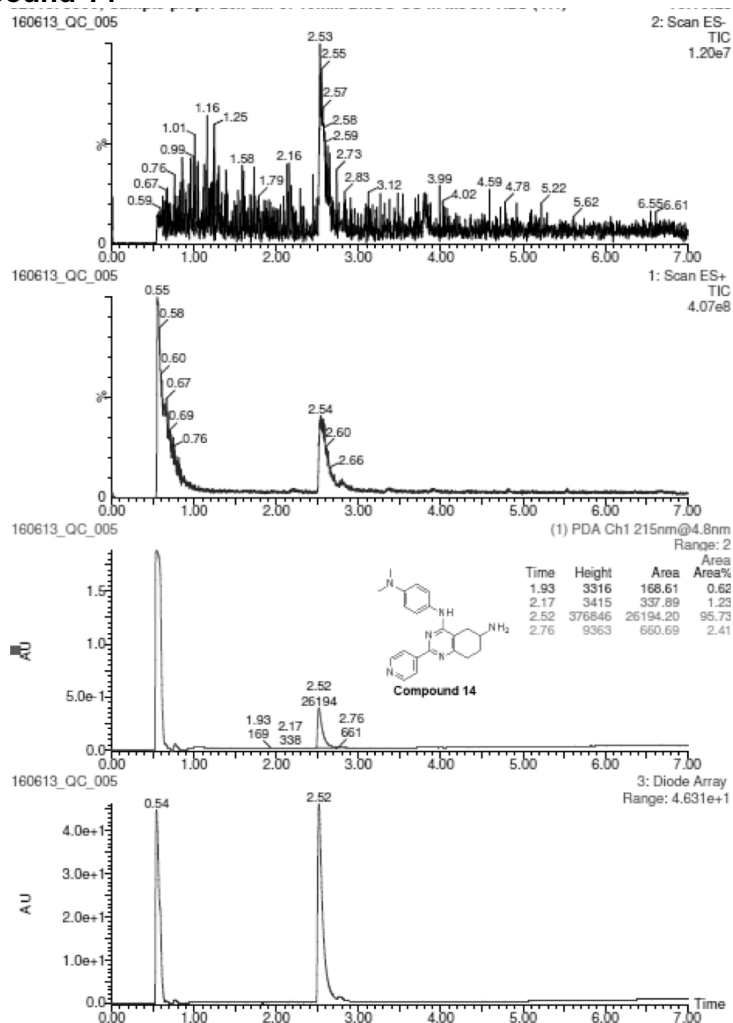 160613_QC_005
2: Scan ES-
TIC
1.20e7
2.53
2.55
2.57
2.58
2.59
2.73
2.83
1.16
1.25
1.01
0.99
0.76
0.67
0.59
1.58
1.79
2.16
3.12
3.99
4.02
4.59
4.78
5.22
5.62
6.55
6.61
%
0
0.00 1.00 2.00 3.00 4.00 5.00 6.00 7.00
160613_QC_005
1: Scan ES+
TIC
4.07e8
0.55
0.58
0.60
0.67
0.69
0.76
2.54
2.60
2.66
%
0
0.00 1.00 2.00 3.00 4.00 5.00 6.00 7.00
160613_QC_005
(1) PDA Ch1 215nm@4.8nm
Range: 2
Area
Time Height Area Area%
1.93 3316 168.61 0.62
2.17 3415 337.89 1.23
2.52 376846 26194.20 95.73
2.76 9363 660.69 2.41
N
NH
N
NH2
N
N
Compound 14
AU
1.5
1.0
5.0e-1
0.0
1.93
169
2.17
338
2.52
26194
2.76
661
0.00 1.00 2.00 3.00 4.00 5.00 6.00 7.00
160613_QC_005
3: Diode Array
Range: 4.631e+1
0.54
2.52
AU
4.0e+1
3.0e+1
2.0e+1
1.0e+1
0.0
Time
0.00 1.00 2.00 3.00 4.00 5.00 6.00 7.00